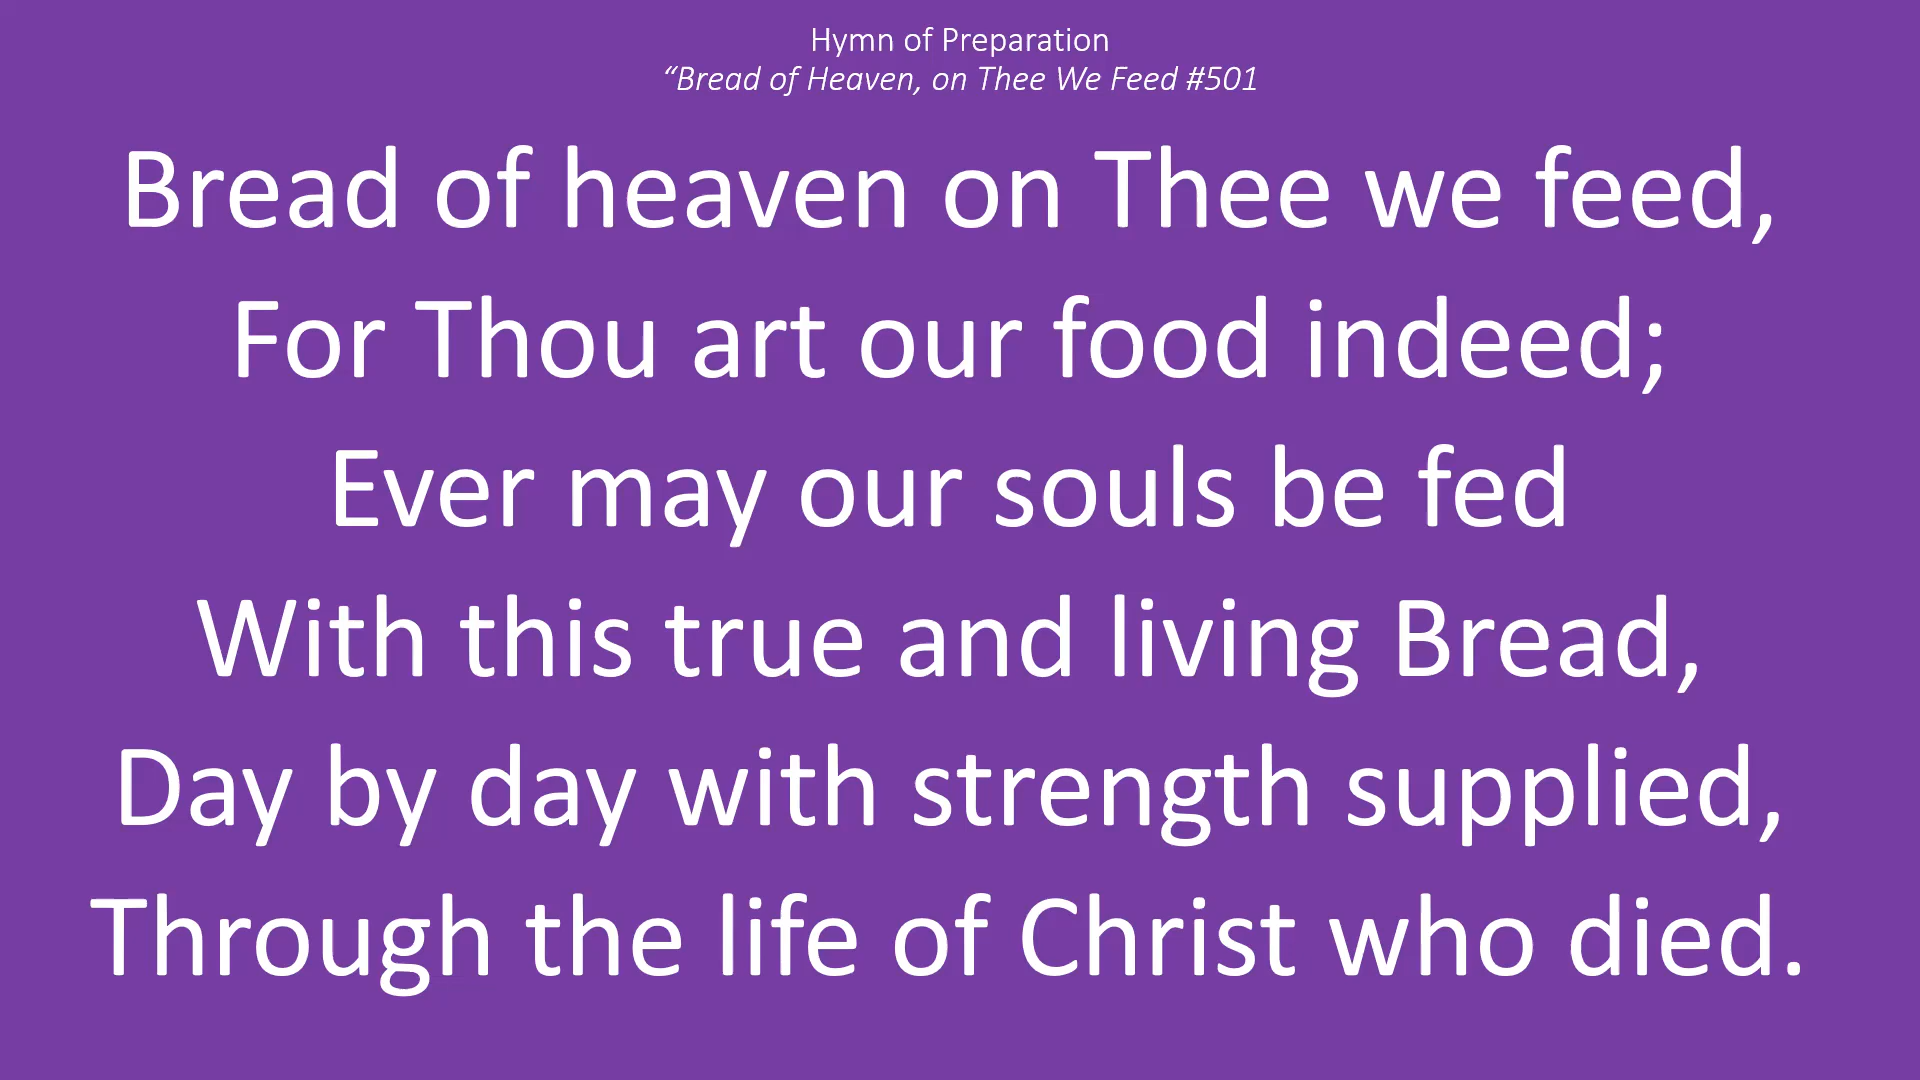 Hymn of Preparation
“Bread of Heaven, on Thee We Feed #501
Bread of heaven on Thee we feed,
For Thou art our food indeed;
Ever may our souls be fed
With this true and living Bread,
Day by day with strength supplied,
Through the life of Christ who died.